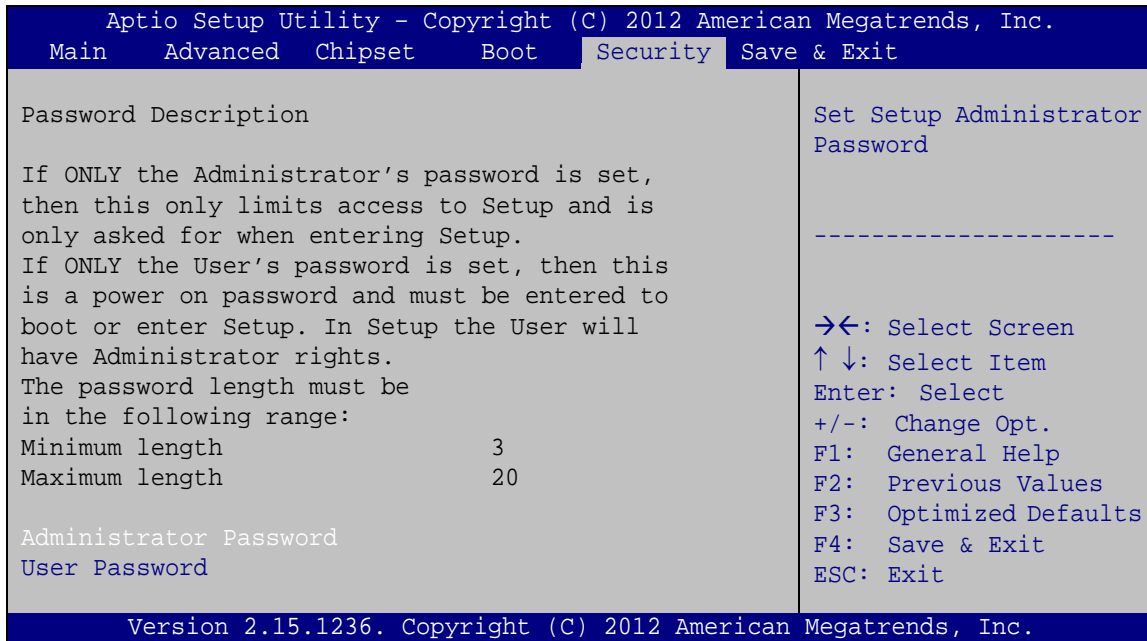 Aptio Setup Utility – Copyright (C) 2012 American Megatrends, Inc.
Main Advanced Chipset Boot Security Save & Exit
Password Description
If ONLY the Administrator’s password is set,
then this only limits access to Setup and is
only asked for when entering Setup.
If ONLY the User’s password is set, then this
is a power on password and must be entered to
boot or enter Setup. In Setup the User will
have Administrator rights.
The password length must be
in the following range:
Minimum length 3
Maximum length 20
Administrator Password
User Password
Set Setup Administrator
Password
---------------------
→←: Select Screen
↑ ↓: Select Item
Enter: Select
+/-: Change Opt.
F1: General Help
F2: Previous Values
F3: Optimized Defaults
F4: Save & Exit
ESC: Exit
Version 2.15.1236. Copyright (C) 2012 American Megatrends, Inc.